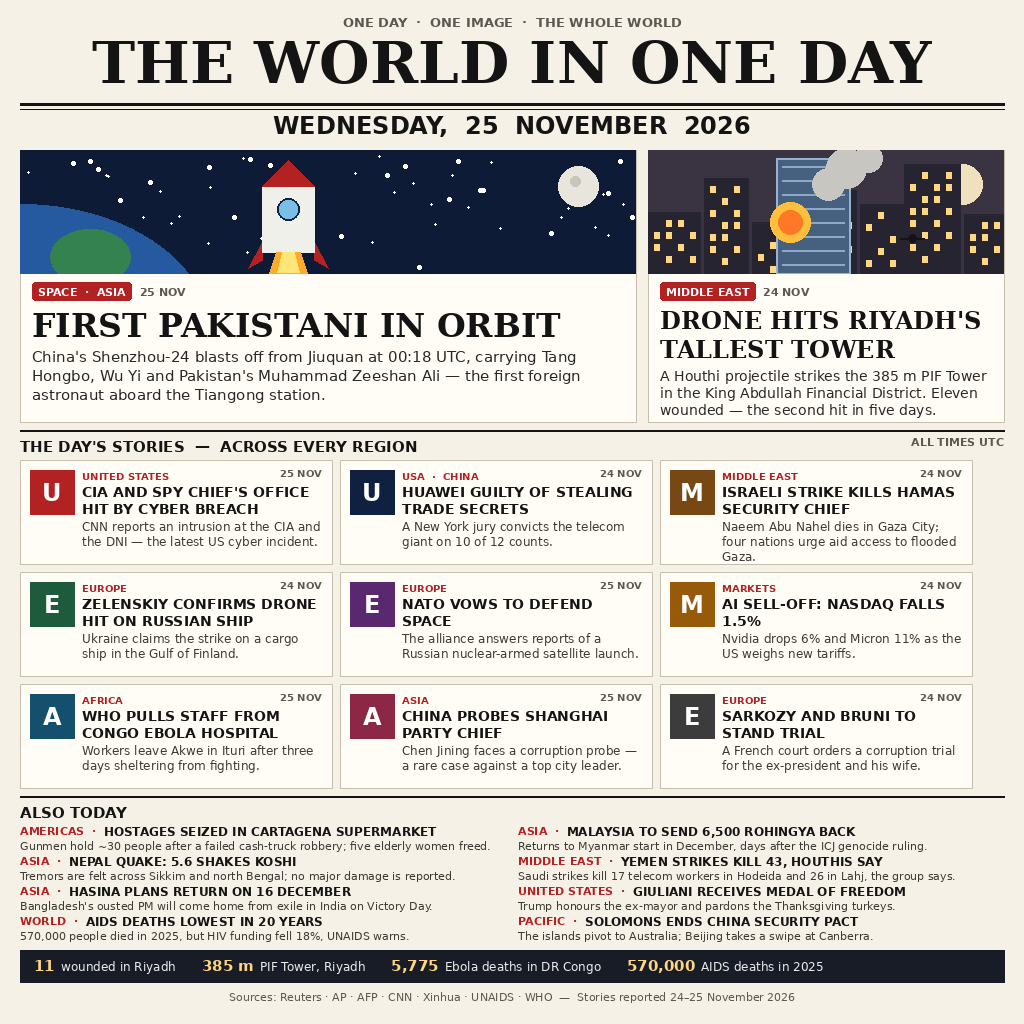 ONE DAY · ONE IMAGE · THE WHOLE WORLD
THE WORLD IN ONE DAY
WEDNESDAY, 25 NOVEMBER 2026
SPACE · ASIA 25 NOV
FIRST PAKISTANI IN ORBIT
China's Shenzhou-24 blasts off from Jiuquan at 00:18 UTC, carrying Tang
Hongbo, Wu Yi and Pakistan's Muhammad Zeeshan Ali — the first foreign
astronaut aboard the Tiangong station.
MIDDLE EAST 24 NOV
DRONE HITS RIYADH'S
TALLEST TOWER
A Houthi projectile strikes the 385 m PIF Tower
in the King Abdullah Financial District. Eleven
wounded — the second hit in five days.
THE DAY'S STORIES — ACROSS EVERY REGION
ALL TIMES UTC
U
UNITED STATES 25 NOV
CIA AND SPY CHIEF'S OFFICE
HIT BY CYBER BREACH
CNN reports an intrusion at the CIA and
the DNI — the latest US cyber incident.
U
USA · CHINA 24 NOV
HUAWEI GUILTY OF STEALING
TRADE SECRETS
A New York jury convicts the telecom
giant on 10 of 12 counts.
M
MIDDLE EAST 24 NOV
ISRAELI STRIKE KILLS HAMAS
SECURITY CHIEF
Naeem Abu Nahel dies in Gaza City;
four nations urge aid access to flooded
Gaza.
E
EUROPE 24 NOV
ZELENSKIY CONFIRMS DRONE
HIT ON RUSSIAN SHIP
Ukraine claims the strike on a cargo
ship in the Gulf of Finland.
E
EUROPE 25 NOV
NATO VOWS TO DEFEND
SPACE
The alliance answers reports of a
Russian nuclear-armed satellite launch.
M
MARKETS 24 NOV
AI SELL-OFF: NASDAQ FALLS
1.5%
Nvidia drops 6% and Micron 11% as the
US weighs new tariffs.
A
AFRICA 25 NOV
WHO PULLS STAFF FROM
CONGO EBOLA HOSPITAL
Workers leave Akwe in Ituri after three
days sheltering from fighting.
A
ASIA 25 NOV
CHINA PROBES SHANGHAI
PARTY CHIEF
Chen Jining faces a corruption probe —
a rare case against a top city leader.
E
EUROPE 24 NOV
SARKOZY AND BRUNI TO
STAND TRIAL
A French court orders a corruption trial
for the ex-president and his wife.
ALSO TODAY
AMERICAS · HOSTAGES SEIZED IN CARTAGENA SUPERMARKET
Gunmen hold ~30 people after a failed cash-truck robbery; five elderly women freed.
ASIA · NEPAL QUAKE: 5.6 SHAKES KOSHI
Tremors are felt across Sikkim and north Bengal; no major damage is reported.
ASIA · HASINA PLANS RETURN ON 16 DECEMBER
Bangladesh's ousted PM will come home from exile in India on Victory Day.
WORLD · AIDS DEATHS LOWEST IN 20 YEARS
570,000 people died in 2025, but HIV funding fell 18%, UNAIDS warns.
ASIA · MALAYSIA TO SEND 6,500 ROHINGYA BACK
Returns to Myanmar start in December, days after the ICJ genocide ruling.
MIDDLE EAST · YEMEN STRIKES KILL 43, HOUTHIS SAY
Saudi strikes kill 17 telecom workers in Hodeida and 26 in Lahj, the group says.
UNITED STATES · GIULIANI RECEIVES MEDAL OF FREEDOM
Trump honours the ex-mayor and pardons the Thanksgiving turkeys.
PACIFIC · SOLOMONS ENDS CHINA SECURITY PACT
The islands pivot to Australia; Beijing takes a swipe at Canberra.
11 wounded in Riyadh 385 m PIF Tower, Riyadh 5,775 Ebola deaths in DR Congo 570,000 AIDS deaths in 2025
Sources: Reuters · AP · AFP · CNN · Xinhua · UNAIDS · WHO — Stories reported 24–25 November 2026